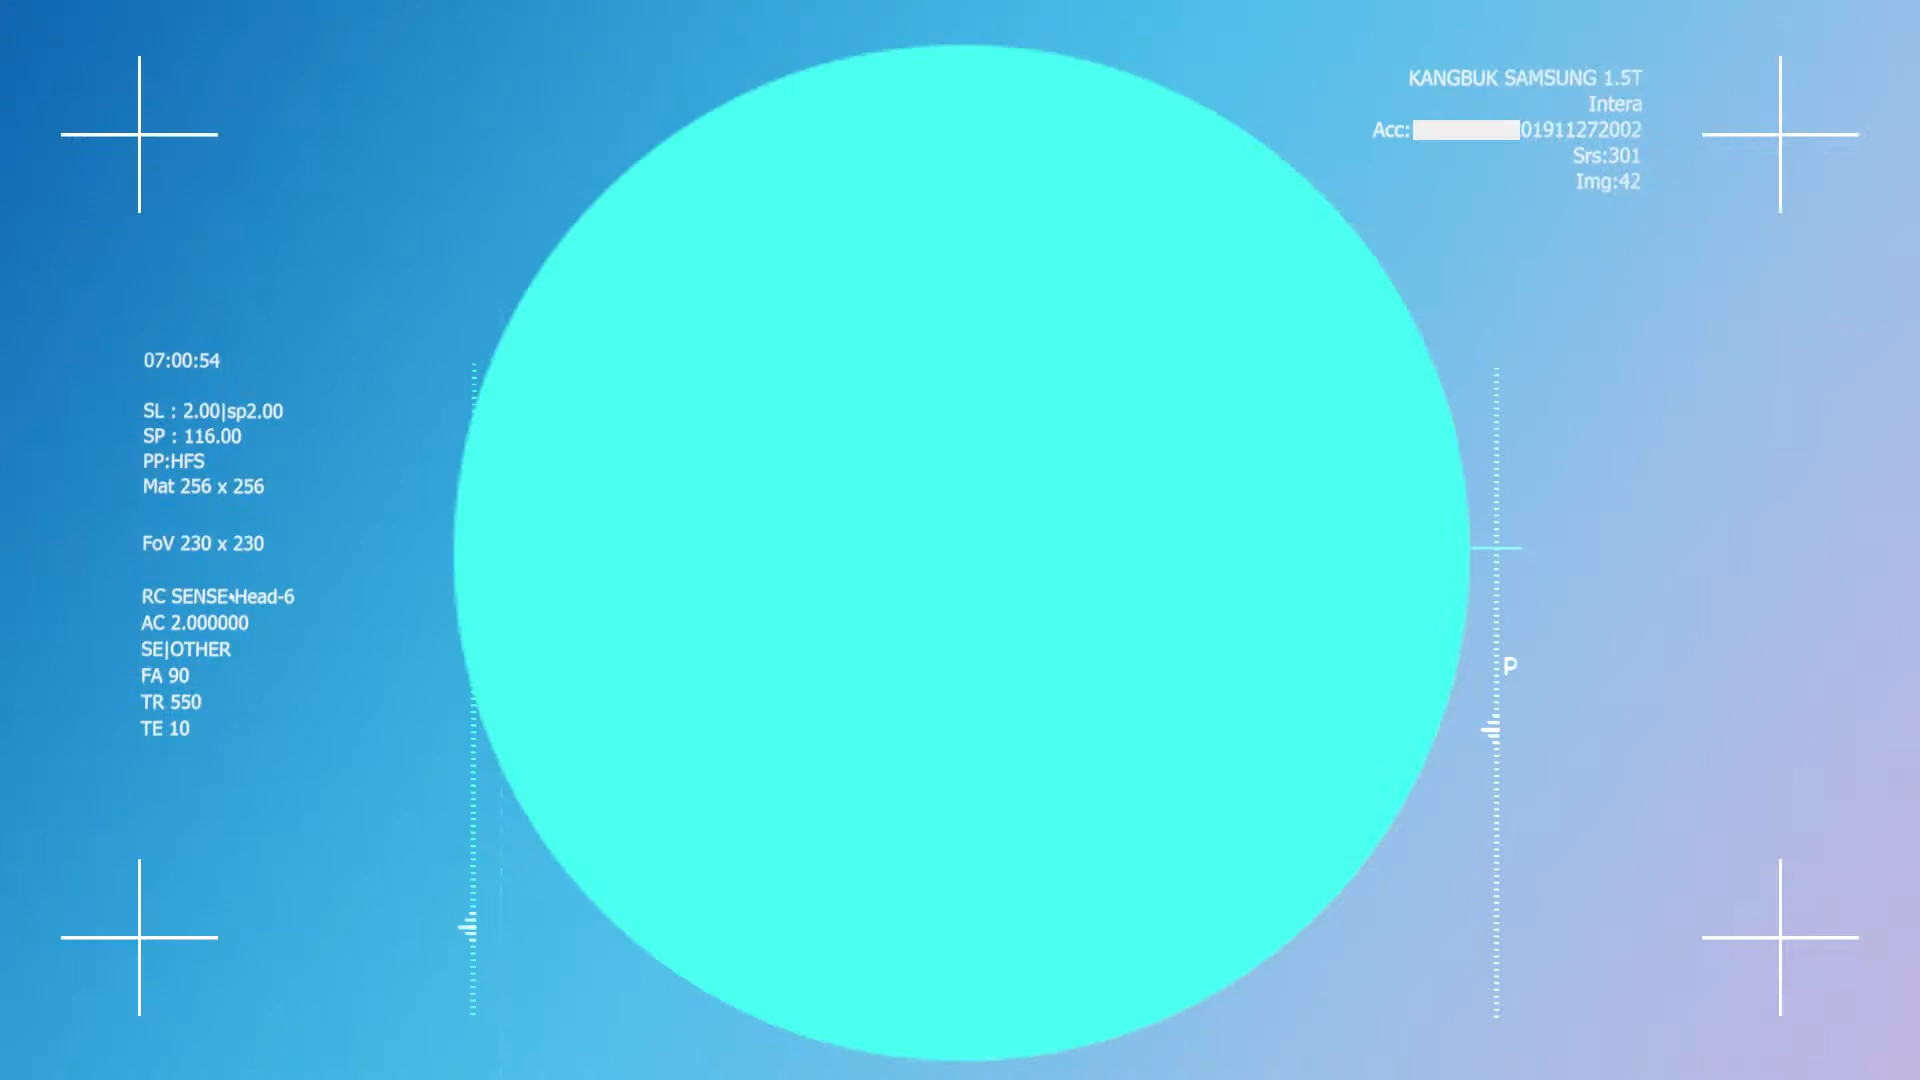 KANGBUK SAMSUNG 1.5T
Intera
Acc: 01911272002
Srs:301
Img:42
07:00:54
SL : 2.00|sp2.00
SP : 116.00
PP:HFS
Mat 256 x 256
FoV 230 x 230
RC SENSE•Head-6
AC 2.000000
SE|OTHER
FA 90
TR 550
TE 10
P